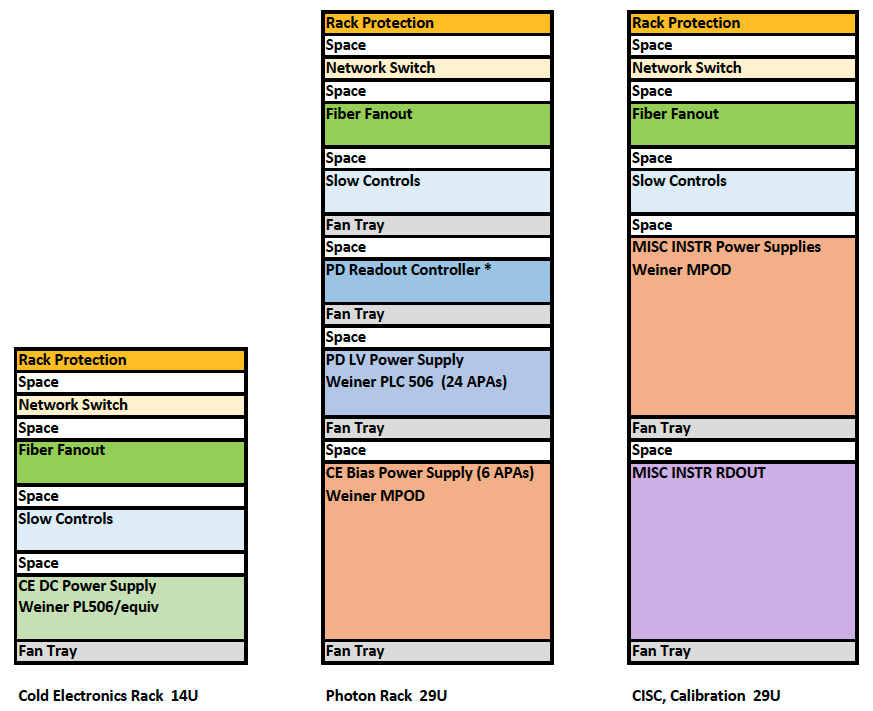 Rack Protection
Space
Network Switch
Space
Fiber Fanout
Space
Slow Controls
Space
CE DC Power Supply
Weiner PL506/equiv
Fan Tray
Cold Electronics Rack 14U
Rack Protection
Space
Network Switch
Space
Fiber Fanout
Space
Slow Controls
Fan Tray
Space
PD Readout Controller *
Fan Tray
Space
PD LV Power Supply
Weiner PLC 506 (24 APAs)
Fan Tray
Space
CE Bias Power Supply (6 APAs)
Weiner MPOD
Fan Tray
Photon Rack 29U
Rack Protection
Space
Network Switch
Space
Fiber Fanout
Space
Slow Controls
Space
MISC INSTR Power Supplies
Weiner MPOD
Fan Tray
Space
MISC INSTR RDOUT
Fan Tray
CISC, Calibration 29U